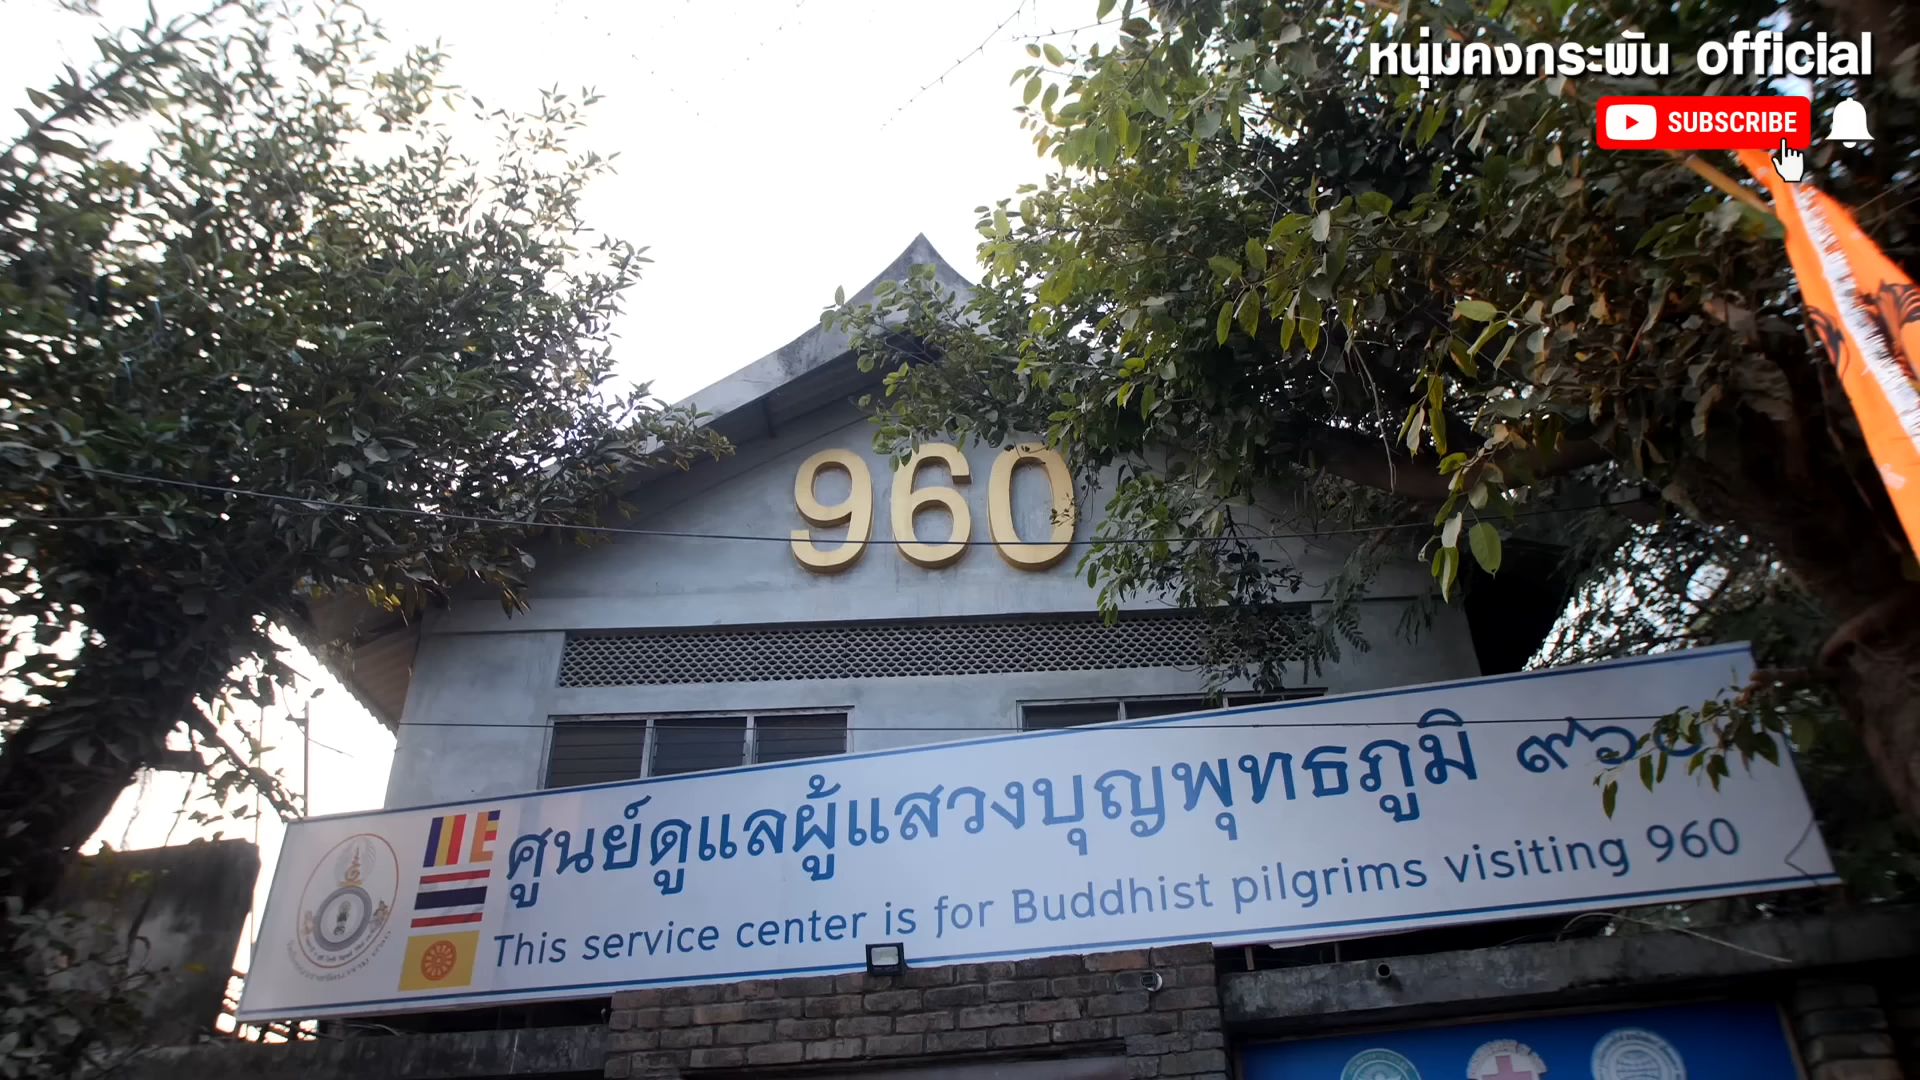 หนุ่มคงกระพัน official
SUBSCRIBE
960
ศูนย์ดูแลผู้แสวงบุญพุทธภูมิ ๙๖๐
This service center is for Buddhist pilgrims visiting 960